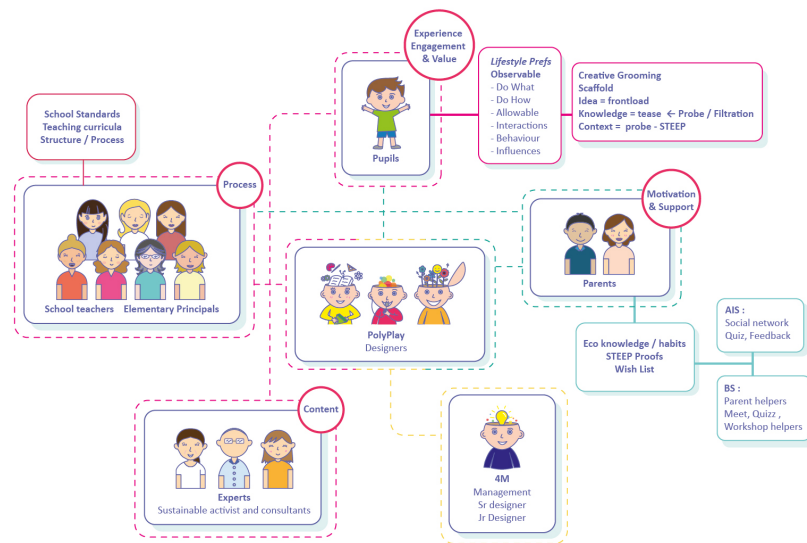 Experience
Engagement
& Value
Pupils
Lifestyle Prefs
Observable
- Do What
- Do How
- Allowable
- Interactions
- Behaviour
- Influences
Creative Grooming
Scaffold
Idea = frontload
Knowledge = tease ← Probe / Filtration
Context = probe - STEEP
School Standards
Teaching curricula
Structure / Process
Process
School teachers Elementary Principals
Motivation
& Support
Parents
PolyPlay
Designers
Eco knowledge / habits
STEEP Proofs
Wish List
AIS :
Social network
Quiz, Feedback
BS :
Parent helpers
Meet, Quizz ,
Workshop helpers
Content
Experts
Sustainable activist and consultants
4M
Management
Sr designer
Jr Designer